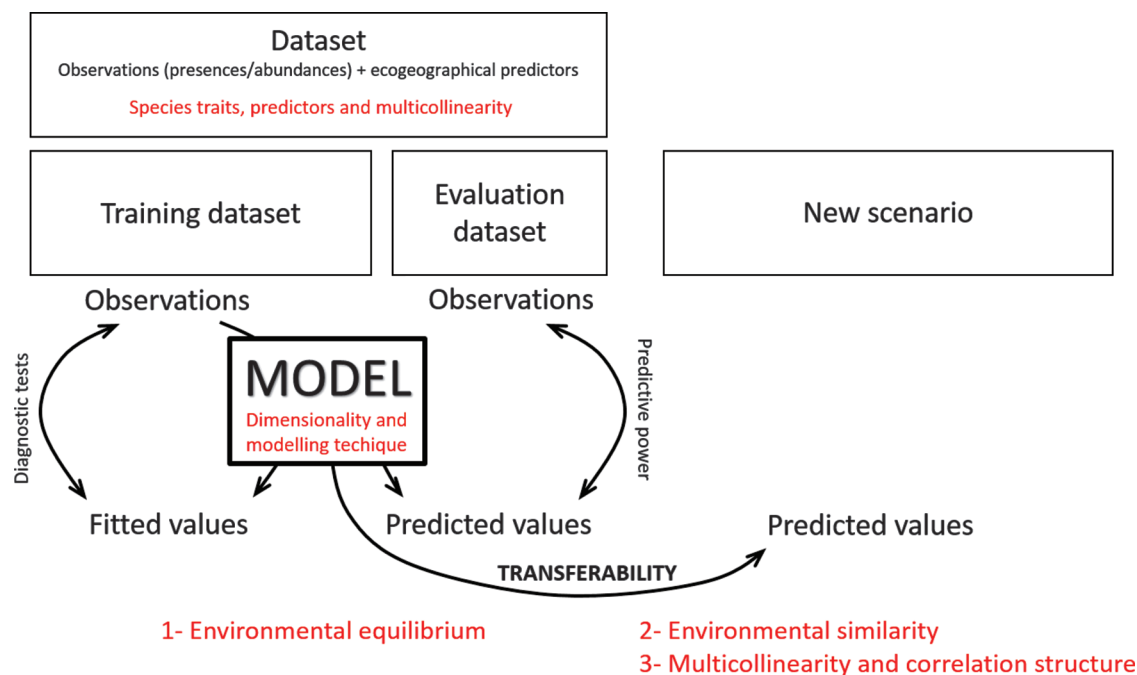 Dataset
Observations (presences/abundances) + ecogeographical predictors
Species traits, predictors and multicollinearity
Training dataset
Evaluation
dataset
New scenario
Observations
Observations
Diagnostic tests
MODEL
Dimensionality and
modelling techique
Predictive power
Fitted values
Predicted values
Predicted values
TRANSFERABILITY
1- Environmental equilibrium
2- Environmental similarity
3- Multicollinearity and correlation structure